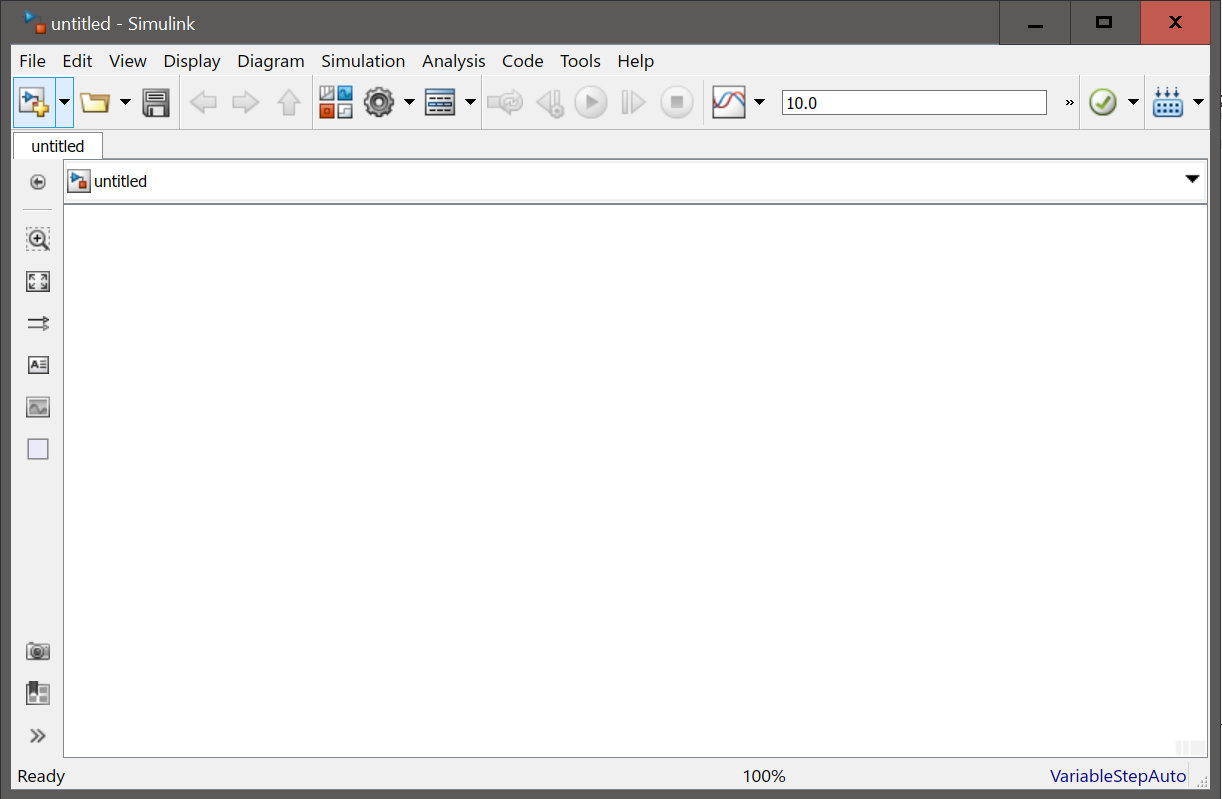 untitled - Simulink
File Edit View Display Diagram Simulation Analysis Code Tools Help
10.0 »
untitled
untitled
Ready 100% VariableStepAuto